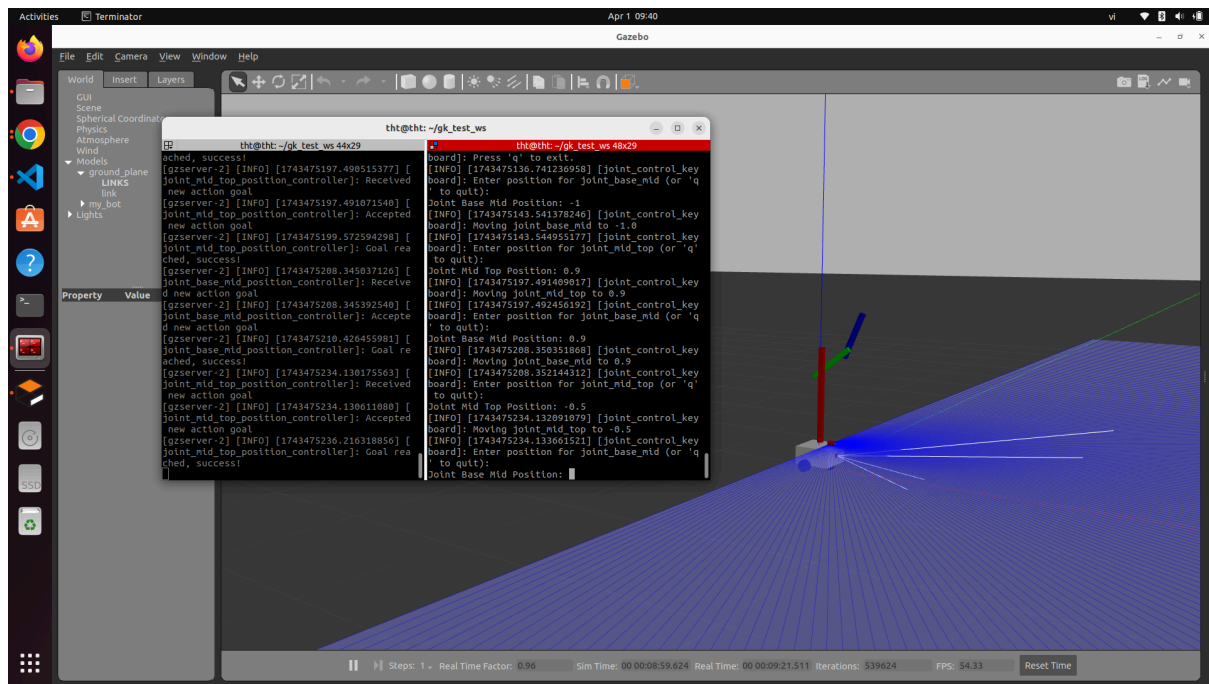 Activities
Terminator
Apr 1 09:40
vi
Gazebo
File Edit Camera View Window Help
World Insert Layers
GUI
Scene
Spherical Coordinat
Physics
Atmosphere
Wind
Models
ground_plane
LINKS
link
my_bot
Lights
Property Value
SSD
tht@tht: ~/gk_test_ws
tht@tht: ~/gk_test_ws 44x29
ached, success!
[gzserver-2] [INFO] [1743475197.490515377] [
joint_mid_top_position_controller]: Received
new action goal
[gzserver-2] [INFO] [1743475197.491071540] [
joint_mid_top_position_controller]: Accepted
new action goal
[gzserver-2] [INFO] [1743475199.572594298] [
joint_mid_top_position_controller]: Goal rea
ched, success!
[gzserver-2] [INFO] [1743475208.345037126] [
joint_base_mid_position_controller]: Receive
d new action goal
[gzserver-2] [INFO] [1743475208.345392540] [
joint_base_mid_position_controller]: Accepte
d new action goal
[gzserver-2] [INFO] [1743475210.426455981] [
joint_base_mid_position_controller]: Goal re
ached, success!
[gzserver-2] [INFO] [1743475234.130175563] [
joint_mid_top_position_controller]: Received
new action goal
[gzserver-2] [INFO] [1743475234.130611080] [
joint_mid_top_position_controller]: Accepted
new action goal
[gzserver-2] [INFO] [1743475236.216318856] [
joint_mid_top_position_controller]: Goal rea
ched, success!
tht@tht: ~/gk_test_ws 48x29
board]: Press 'q' to exit.
[INFO] [1743475136.741236958] [joint_control_key
board]: Enter position for joint_base_mid (or 'q
' to quit):
Joint Base Mid Position: -1
[INFO] [1743475143.541378246] [joint_control_key
board]: Moving joint_base_mid to -1.0
[INFO] [1743475143.544955177] [joint_control_key
board]: Enter position for joint_mid_top (or 'q'
to quit):
Joint Mid Top Position: 0.9
[INFO] [1743475197.491409017] [joint_control_key
board]: Moving joint_mid_top to 0.9
[INFO] [1743475197.492456192] [joint_control_key
board]: Enter position for joint_base_mid (or 'q
' to quit):
Joint Base Mid Position: 0.9
[INFO] [1743475208.350351868] [joint_control_key
board]: Moving joint_base_mid to 0.9
[INFO] [1743475208.352144312] [joint_control_key
board]: Enter position for joint_mid_top (or 'q'
to quit):
Joint Mid Top Position: -0.5
[INFO] [1743475234.132091079] [joint_control_key
board]: Moving joint_mid_top to -0.5
[INFO] [1743475234.133661521] [joint_control_key
board]: Enter position for joint_base_mid (or 'q
' to quit):
Joint Base Mid Position:
Steps: 1 Real Time Factor: 0.96 Sim Time: 00 00:08:59.624 Real Time: 00 00:09:21.511 Iterations: 539624 FPS: 54.33 Reset Time